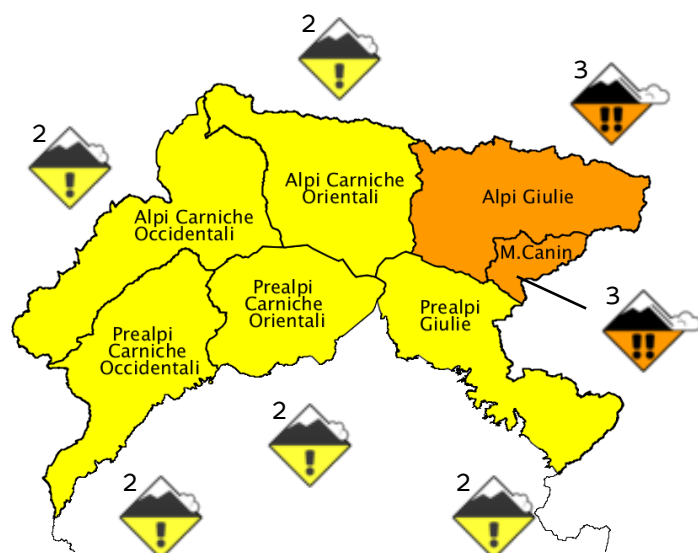 2
3
2
Alpi Carniche
Orientali
Alpi Giulie
Alpi Carniche
Occidentali
M.Canin
Prealpi
Carniche
Orientali
Prealpi
Giulie
3
Prealpi
Carniche
Occidentali
2
2
2